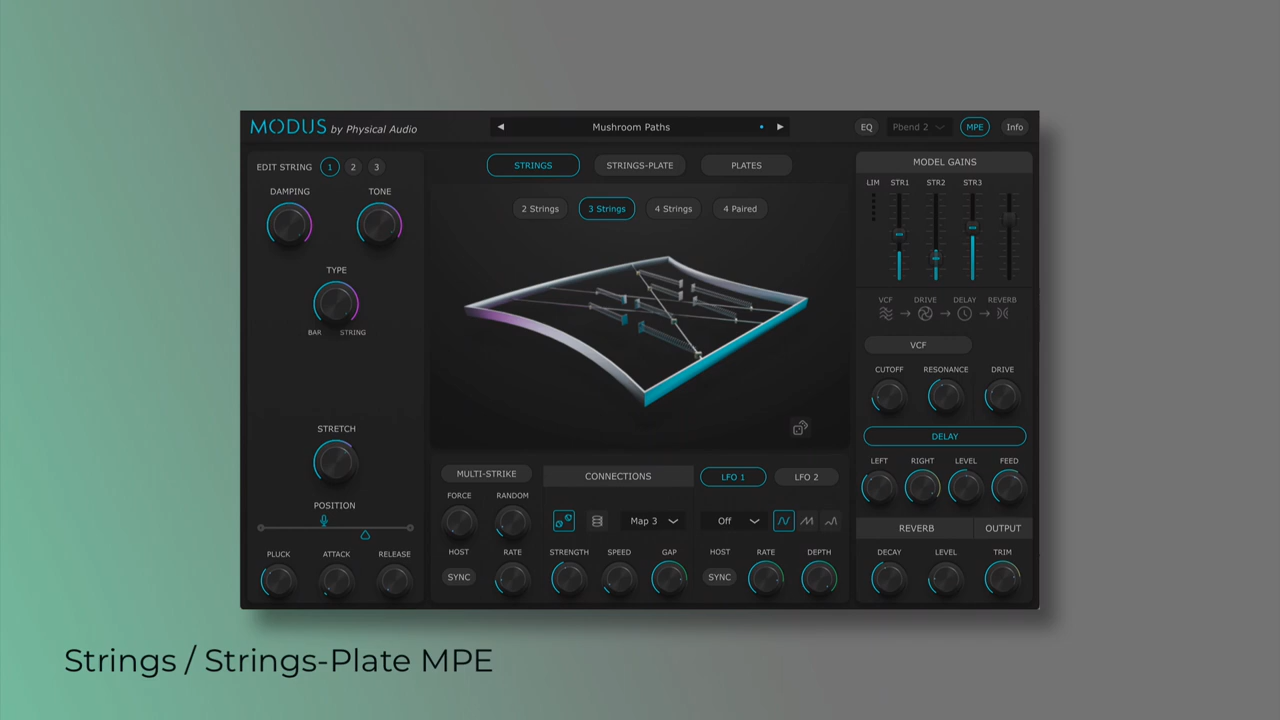 MODUS by Physical Audio
Mushroom Paths
EQ
Pbend 2
MPE
Info
EDIT STRING 1 2 3
DAMPING TONE
TYPE
BAR STRING
STRETCH
POSITION
PLUCK ATTACK RELEASE
STRINGS STRINGS-PLATE PLATES
2 Strings 3 Strings 4 Strings 4 Paired
MULTI-STRIKE
FORCE RANDOM
HOST RATE
SYNC
CONNECTIONS
Map 3
STRENGTH SPEED GAP
LFO 1 LFO 2
Off
HOST RATE DEPTH
SYNC
MODEL GAINS
LIM STR1 STR2 STR3
VCF DRIVE DELAY REVERB
VCF
CUTOFF RESONANCE DRIVE
DELAY
LEFT RIGHT LEVEL FEED
REVERB OUTPUT
DECAY LEVEL TRIM
Strings / Strings-Plate MPE